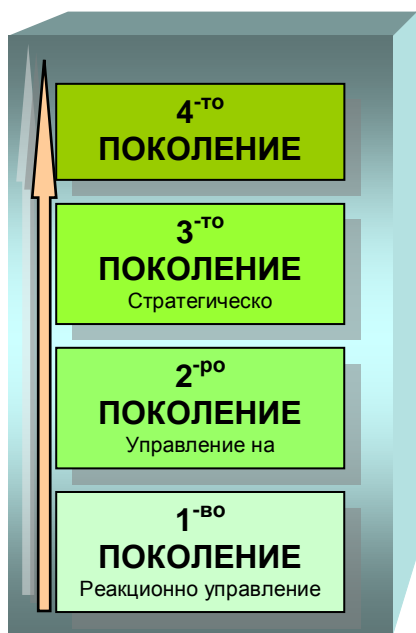 4-то
ПОКОЛЕНИЕ
3-то
ПОКОЛЕНИЕ
Стратегическо
2-ро
ПОКОЛЕНИЕ
Управление на
1-во
ПОКОЛЕНИЕ
Реакционно управление